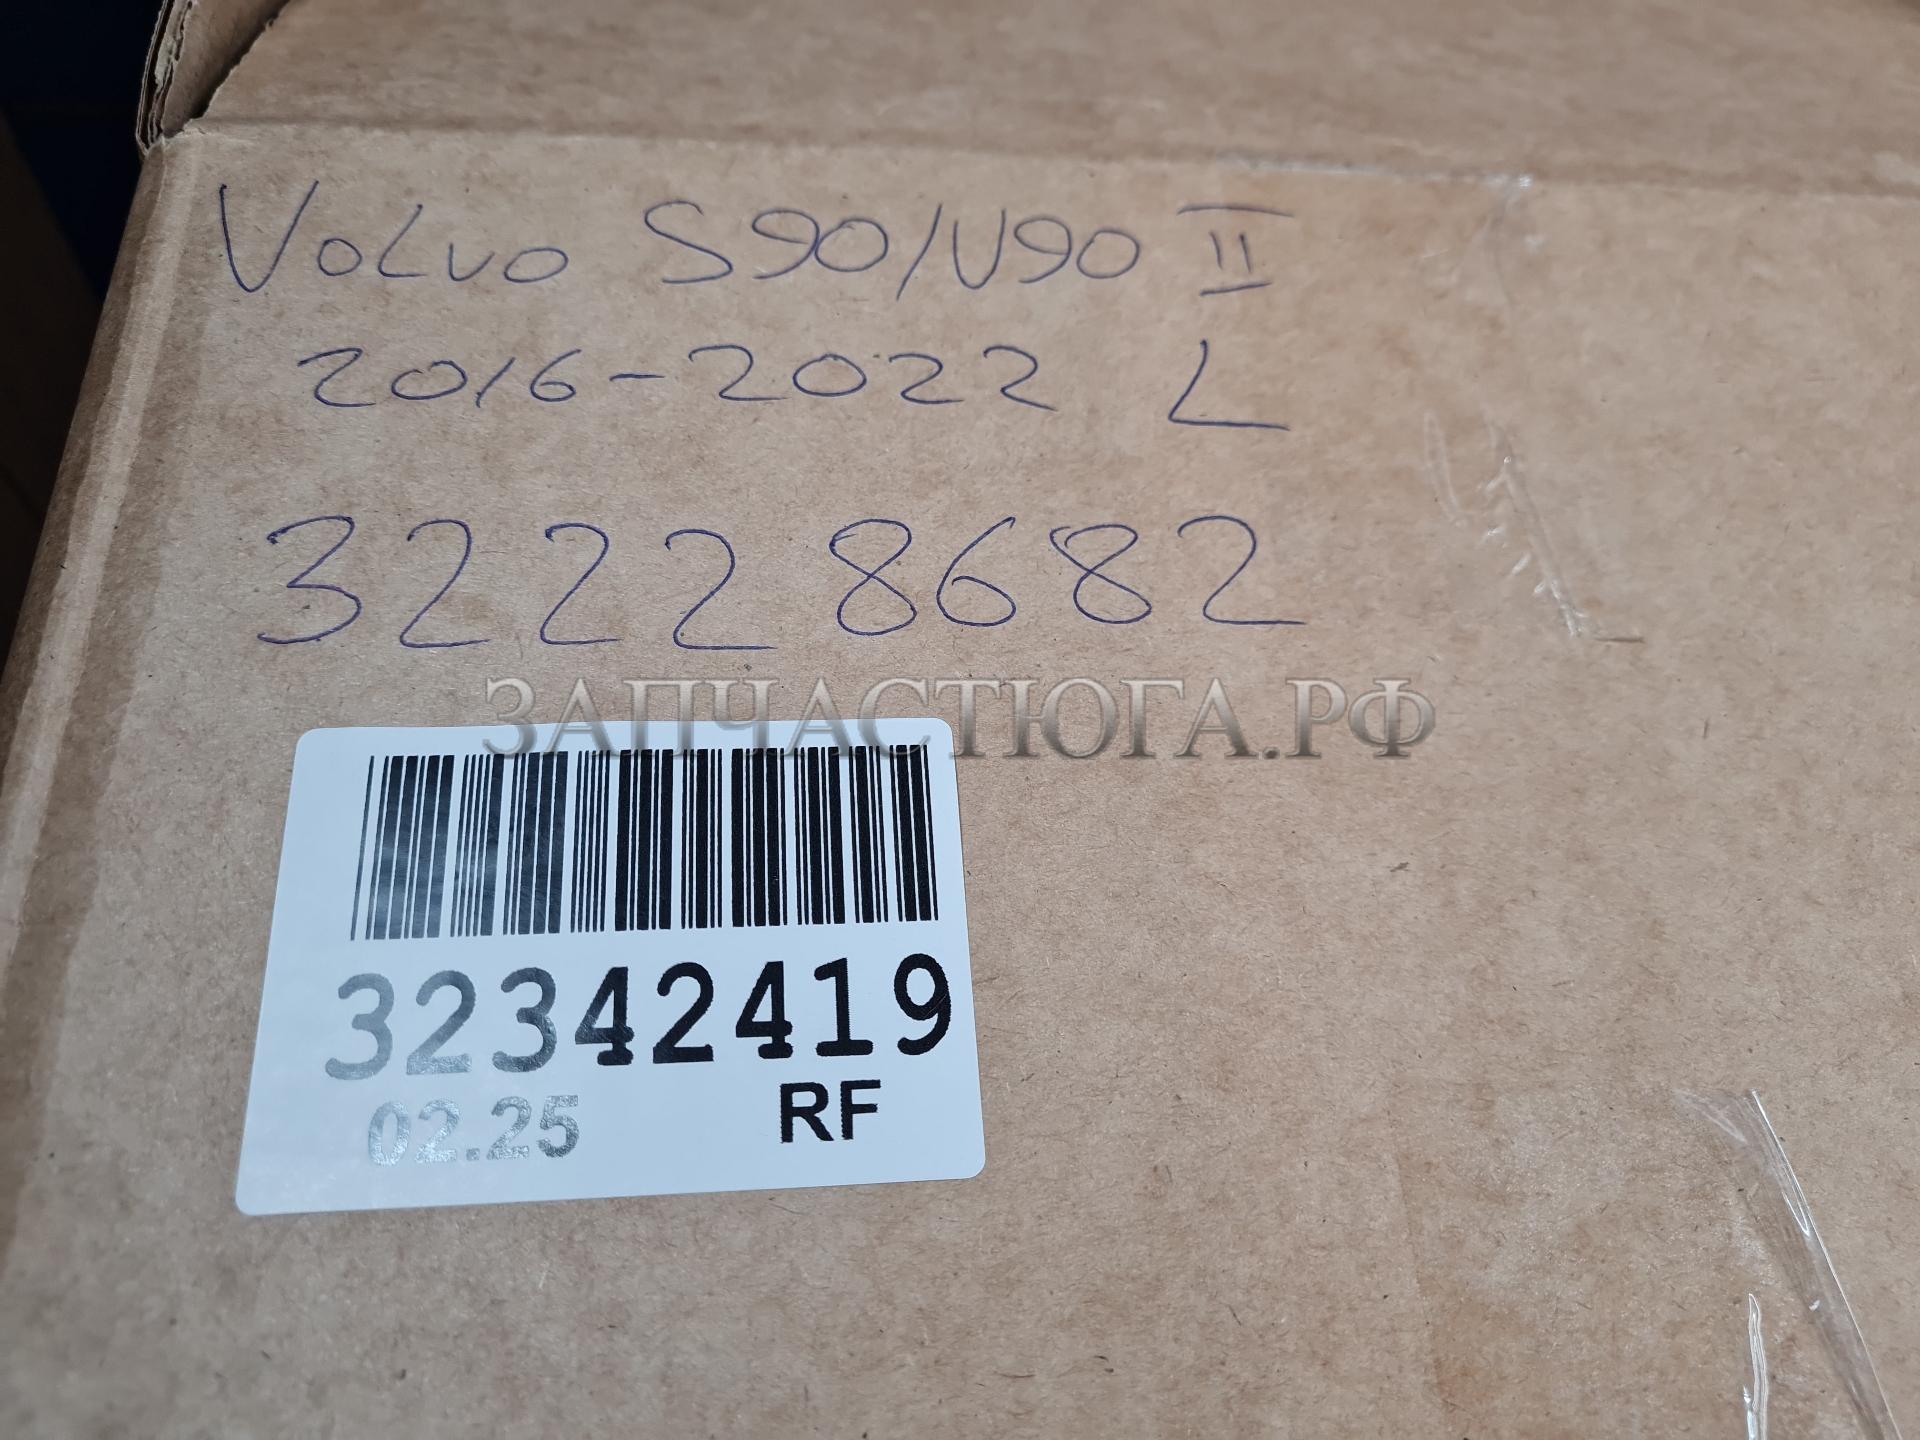 Volvo S90/V90 II
2016-2022 L
32228682
ЗАПЧАСТЮГА.РФ
32342419
02.25 RF